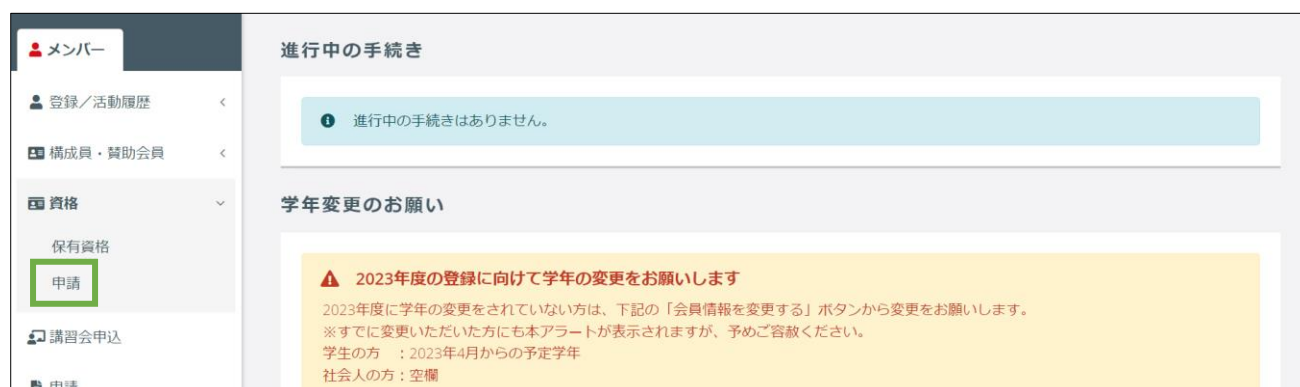 メンバー
登録／活動履歴
構成員・賛助会員
資格
保有資格
申請
講習会申込
申請
進行中の手続き
進行中の手続きはありません。
学年変更のお願い
2023年度の登録に向けて学年の変更をお願いします
2023年度に学年の変更をされていない方は、下記の「会員情報を変更する」ボタンから変更をお願いします。
※すでに変更いただいた方にも本アラートが表示されますが、予めご容赦ください。
学生の方　：2023年4月からの予定学年
社会人の方：空欄